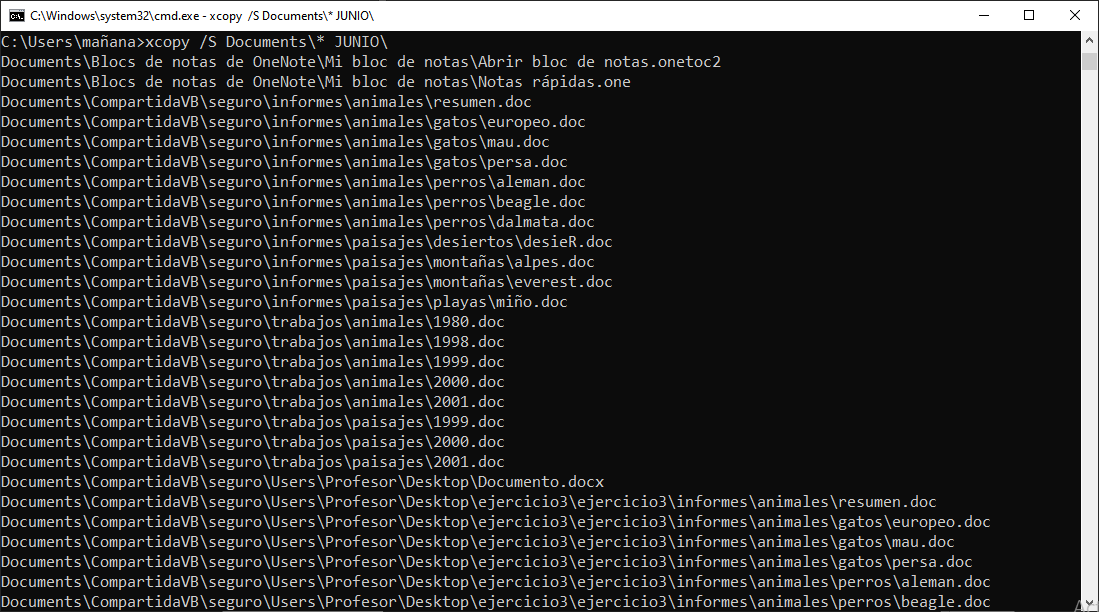 C:\Windows\system32\cmd.exe - xcopy /S Documents\* JUNIO\
C:\Users\mañana>xcopy /S Documents\* JUNIO\
Documents\Blocs de notas de OneNote\Mi bloc de notas\Abrir bloc de notas.onetoc2
Documents\Blocs de notas de OneNote\Mi bloc de notas\Notas rápidas.one
Documents\CompartidaVB\seguro\informes\animales\resumen.doc
Documents\CompartidaVB\seguro\informes\animales\gatos\europeo.doc
Documents\CompartidaVB\seguro\informes\animales\gatos\mau.doc
Documents\CompartidaVB\seguro\informes\animales\gatos\persa.doc
Documents\CompartidaVB\seguro\informes\animales\perros\aleman.doc
Documents\CompartidaVB\seguro\informes\animales\perros\beagle.doc
Documents\CompartidaVB\seguro\informes\animales\perros\dalmata.doc
Documents\CompartidaVB\seguro\informes\paisajes\desiertos\desieR.doc
Documents\CompartidaVB\seguro\informes\paisajes\montañas\alpes.doc
Documents\CompartidaVB\seguro\informes\paisajes\montañas\everest.doc
Documents\CompartidaVB\seguro\informes\paisajes\playas\miño.doc
Documents\CompartidaVB\seguro\trabajos\animales\1980.doc
Documents\CompartidaVB\seguro\trabajos\animales\1998.doc
Documents\CompartidaVB\seguro\trabajos\animales\1999.doc
Documents\CompartidaVB\seguro\trabajos\animales\2000.doc
Documents\CompartidaVB\seguro\trabajos\animales\2001.doc
Documents\CompartidaVB\seguro\trabajos\paisajes\1999.doc
Documents\CompartidaVB\seguro\trabajos\paisajes\2000.doc
Documents\CompartidaVB\seguro\trabajos\paisajes\2001.doc
Documents\CompartidaVB\seguro\Users\Profesor\Desktop\Documento.docx
Documents\CompartidaVB\seguro\Users\Profesor\Desktop\ejercicio3\ejercicio3\informes\animales\resumen.doc
Documents\CompartidaVB\seguro\Users\Profesor\Desktop\ejercicio3\ejercicio3\informes\animales\gatos\europeo.doc
Documents\CompartidaVB\seguro\Users\Profesor\Desktop\ejercicio3\ejercicio3\informes\animales\gatos\mau.doc
Documents\CompartidaVB\seguro\Users\Profesor\Desktop\ejercicio3\ejercicio3\informes\animales\gatos\persa.doc
Documents\CompartidaVB\seguro\Users\Profesor\Desktop\ejercicio3\ejercicio3\informes\animales\perros\aleman.doc
Documents\CompartidaVB\seguro\Users\Profesor\Desktop\ejercicio3\ejercicio3\informes\animales\perros\beagle.doc